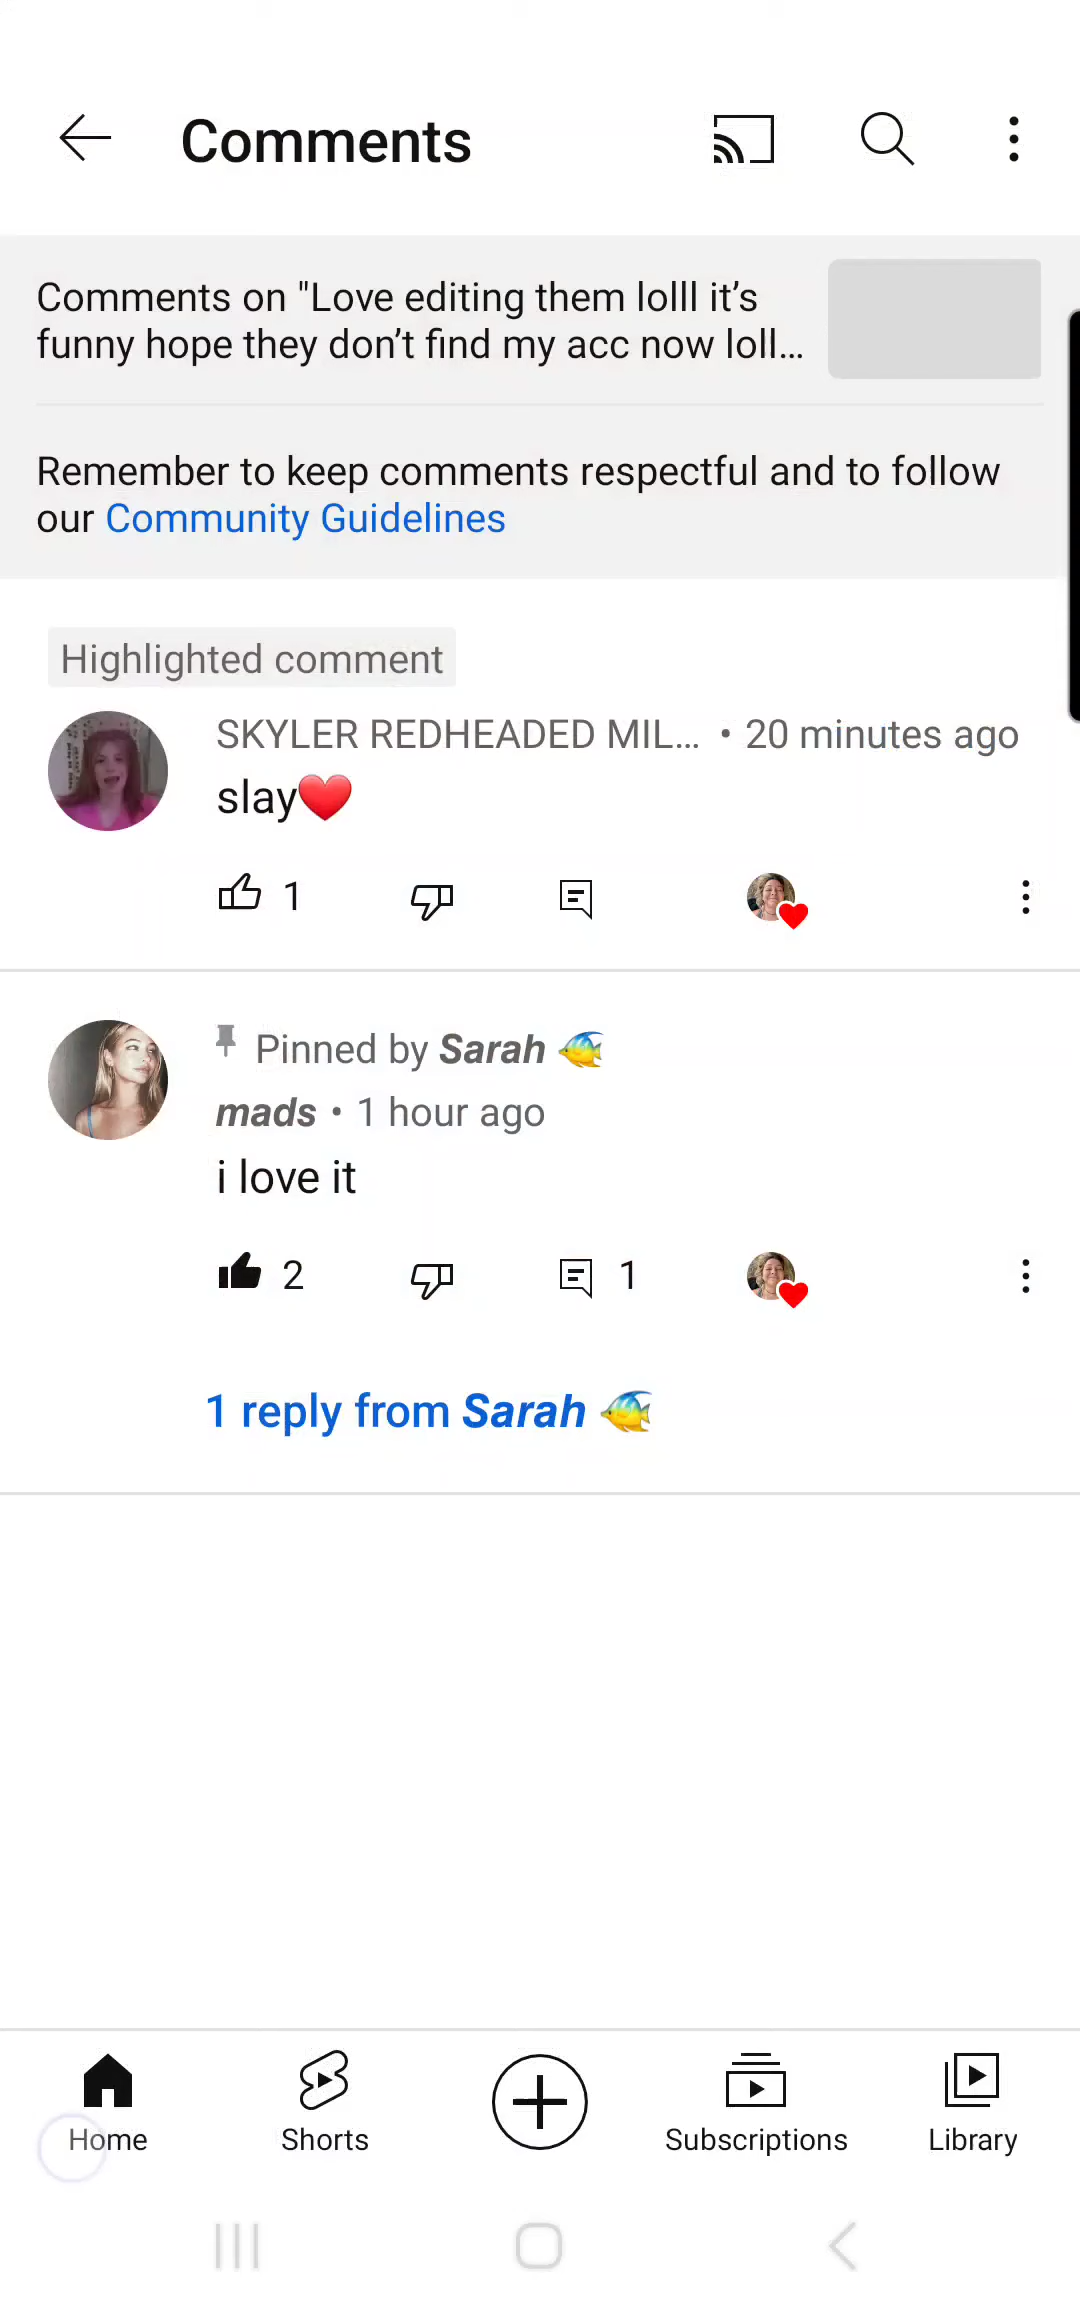 Comments
Comments on "Love editing them lolll it’s
funny hope they don’t find my acc now loll...
Remember to keep comments respectful and to follow
our Community Guidelines
Highlighted comment
SKYLER REDHEADED MIL... • 20 minutes ago
slay❤️
1
Pinned by Sarah 🐠
mads • 1 hour ago
i love it
2 1
1 reply from Sarah 🐠
Home Shorts Subscriptions Library